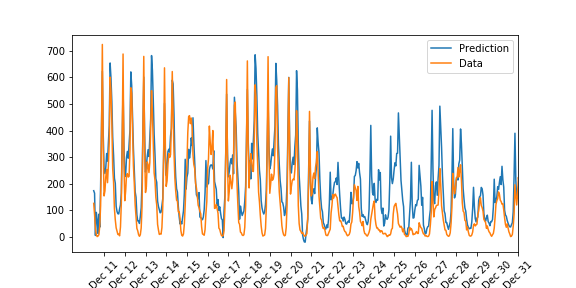 700
600
500
400
300
200
100
0
Prediction
Data
Dec 11
Dec 12
Dec 13
Dec 14
Dec 15
Dec 16
Dec 17
Dec 18
Dec 19
Dec 20
Dec 21
Dec 22
Dec 23
Dec 24
Dec 25
Dec 26
Dec 27
Dec 28
Dec 29
Dec 30
Dec 31